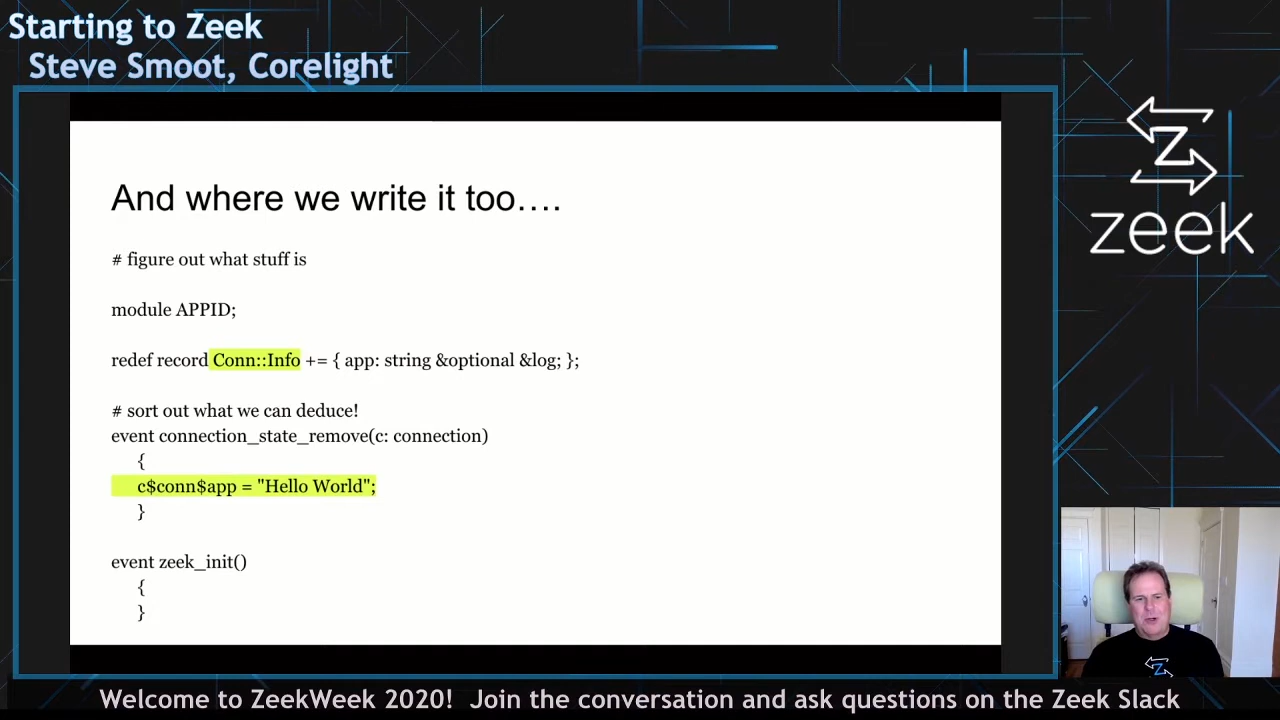 Starting to Zeek
Steve Smoot, Corelight
And where we write it too….
# figure out what stuff is
module APPID;
redef record Conn::Info += { app: string &optional &log; };
# sort out what we can deduce!
event connection_state_remove(c: connection)
{
c$conn$app = "Hello World";
}
event zeek_init()
{
}
Z
zeek
Z
Welcome to ZeekWeek 2020! Join the conversation and ask questions on the Zeek Slack